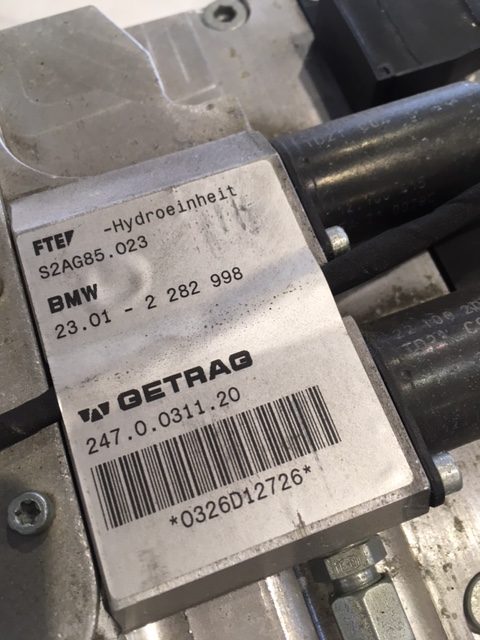 FTE -Hydroeinheit
S2AG85.023
BMW
23.01 - 2 282 998
GETRAG
247.0.0311.20
*0326D12726*